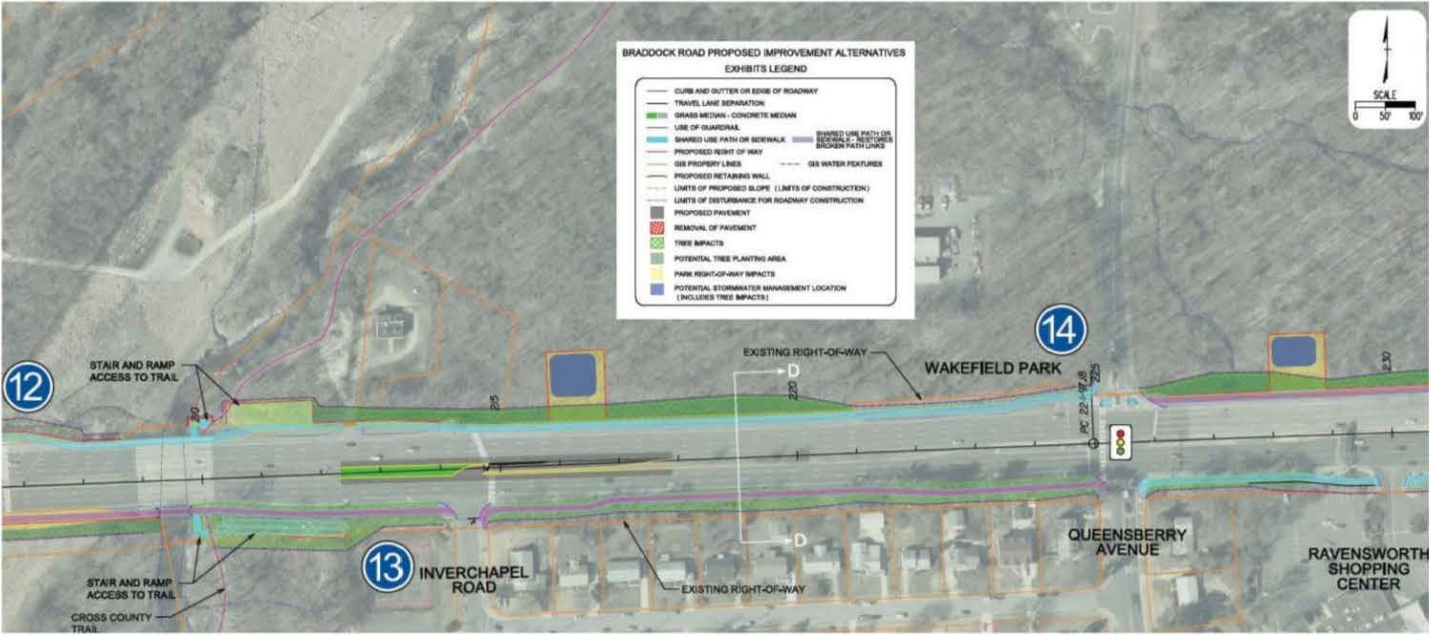 BRADDOCK ROAD PROPOSED IMPROVEMENT ALTERNATIVES
EXHIBITS LEGEND
CURB AND GUTTER OR EDGE OF ROADWAY
TRAVEL LANE SEPARATION
GRASS MEDIAN - CONCRETE MEDIAN
USE OF GUARDRAIL
SHARED USE PATH OR SIDEWALK
SHARED USE PATH OR
SIDEWALK - RESTORES
BROKEN PATH LINKS
PROPOSED RIGHT OF WAY
GIS PROPERY LINES
GIS WATER FEATURES
PROPOSED RETAINING WALL
LIMITS OF PROPOSED SLOPE (LIMITS OF CONSTRUCTION)
LIMITS OF DISTURBANCE FOR ROADWAY CONSTRUCTION
PROPOSED PAVEMENT
REMOVAL OF PAVEMENT
TREE IMPACTS
POTENTIAL TREE PLANTING AREA
PARK RIGHT-OF-WAY IMPACTS
POTENTIAL STORMWATER MANAGEMENT LOCATION
(INCLUDES TREE IMPACTS)
SCALE
0 50' 100'
12
STAIR AND RAMP
ACCESS TO TRAIL
210
215
EXISTING RIGHT-OF-WAY
D
220
WAKEFIELD PARK
14
225
230
D
STAIR AND RAMP
ACCESS TO TRAIL
CROSS COUNTY
TRAIL
13
INVERCHAPEL
ROAD
EXISTING RIGHT-OF-WAY
QUEENSBERRY
AVENUE
RAVENSWORTH
SHOPPING
CENTER